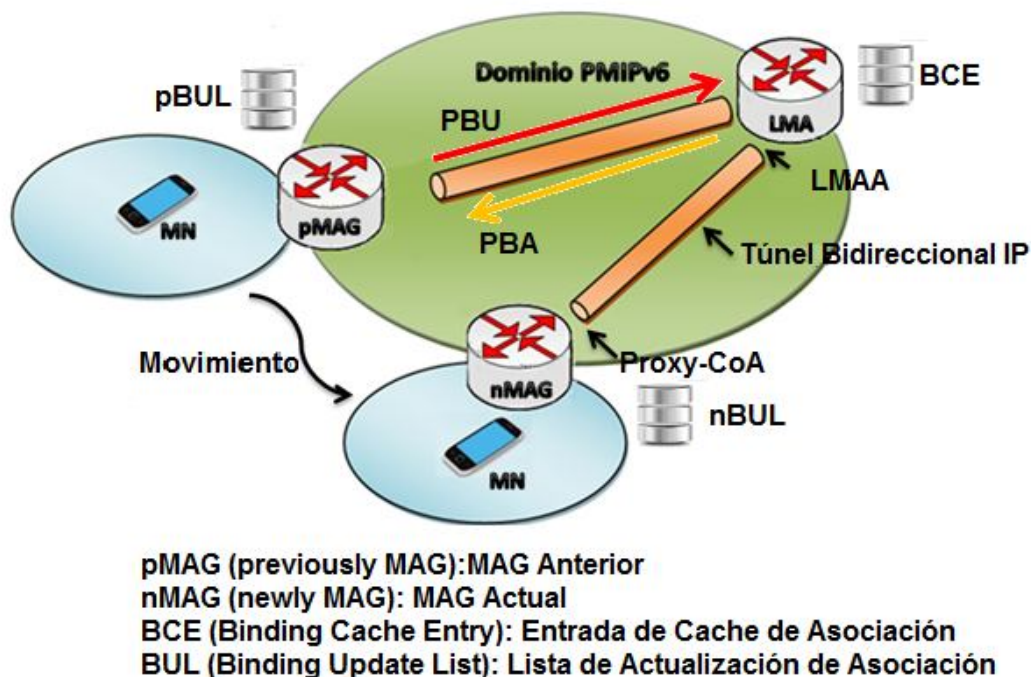 Dominio PMIPv6
BCE
pBUL
PBU
LMA
LMAA
MN
pMAG
PBA
Túnel Bidireccional IP
Movimiento
Proxy-CoA
nMAG
nBUL
MN
pMAG (previously MAG):MAG Anterior
nMAG (newly MAG): MAG Actual
BCE (Binding Cache Entry): Entrada de Cache de Asociación
BUL (Binding Update List): Lista de Actualización de Asociación